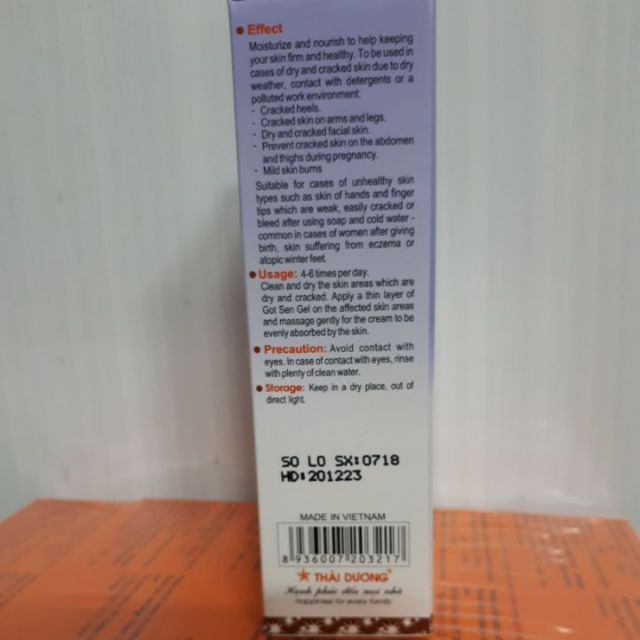 • Effect
Moisturize and nourish to help keeping
your skin firm and healthy. To be used in
cases of dry and cracked skin due to dry
weather, contact with detergents or a
polluted work environment:
- Cracked heels.
- Cracked skin on arms and legs.
- Dry and cracked facial skin.
- Prevent cracked skin on the abdomen
and thighs during pregnancy.
- Mild skin burns
Suitable for cases of unhealthy skin
types such as skin of hands and finger
tips which are weak, easily cracked or
bleed after using soap and cold water -
common in cases of women after giving
birth, skin suffering from eczema or
atopic winter feet.
• Usage: 4-6 times per day.
Clean and dry the skin areas which are
dry and cracked. Apply a thin layer of
Got Sen Gel on the affected skin areas
and massage gently for the cream to be
evenly absorbed by the skin.
• Precaution: Avoid contact with
eyes. In case of contact with eyes, rinse
with plenty of clean water.
• Storage: Keep in a dry place, out of
direct light.
SO LO SX:0718
HD:201223
MADE IN VIETNAM
8 936007 203217
THÁI DƯƠNG
Hạnh phúc đến mọi nhà
Happiness for every family